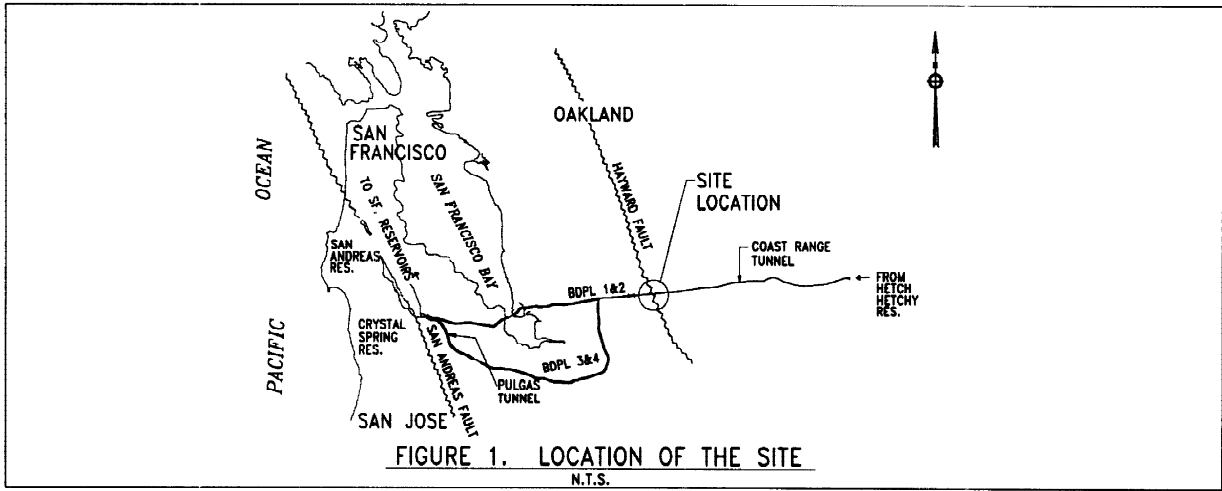 OAKLAND
SAN
FRANCISCO
OCEAN
TO SF. RESERVOIRS
SAN FRANCISCO BAY
HAYWARD FAULT
SITE
LOCATION
SAN
ANDREAS
RES.
COAST RANGE
TUNNEL
FROM
HETCH
HETCHY
RES.
BDPL 1&2
CRYSTAL
SPRING
RES.
PACIFIC
SAN ANDREAS FAULT
BDPL 3&4
PULGAS
TUNNEL
SAN JOSE
FIGURE 1. LOCATION OF THE SITE
N.T.S.